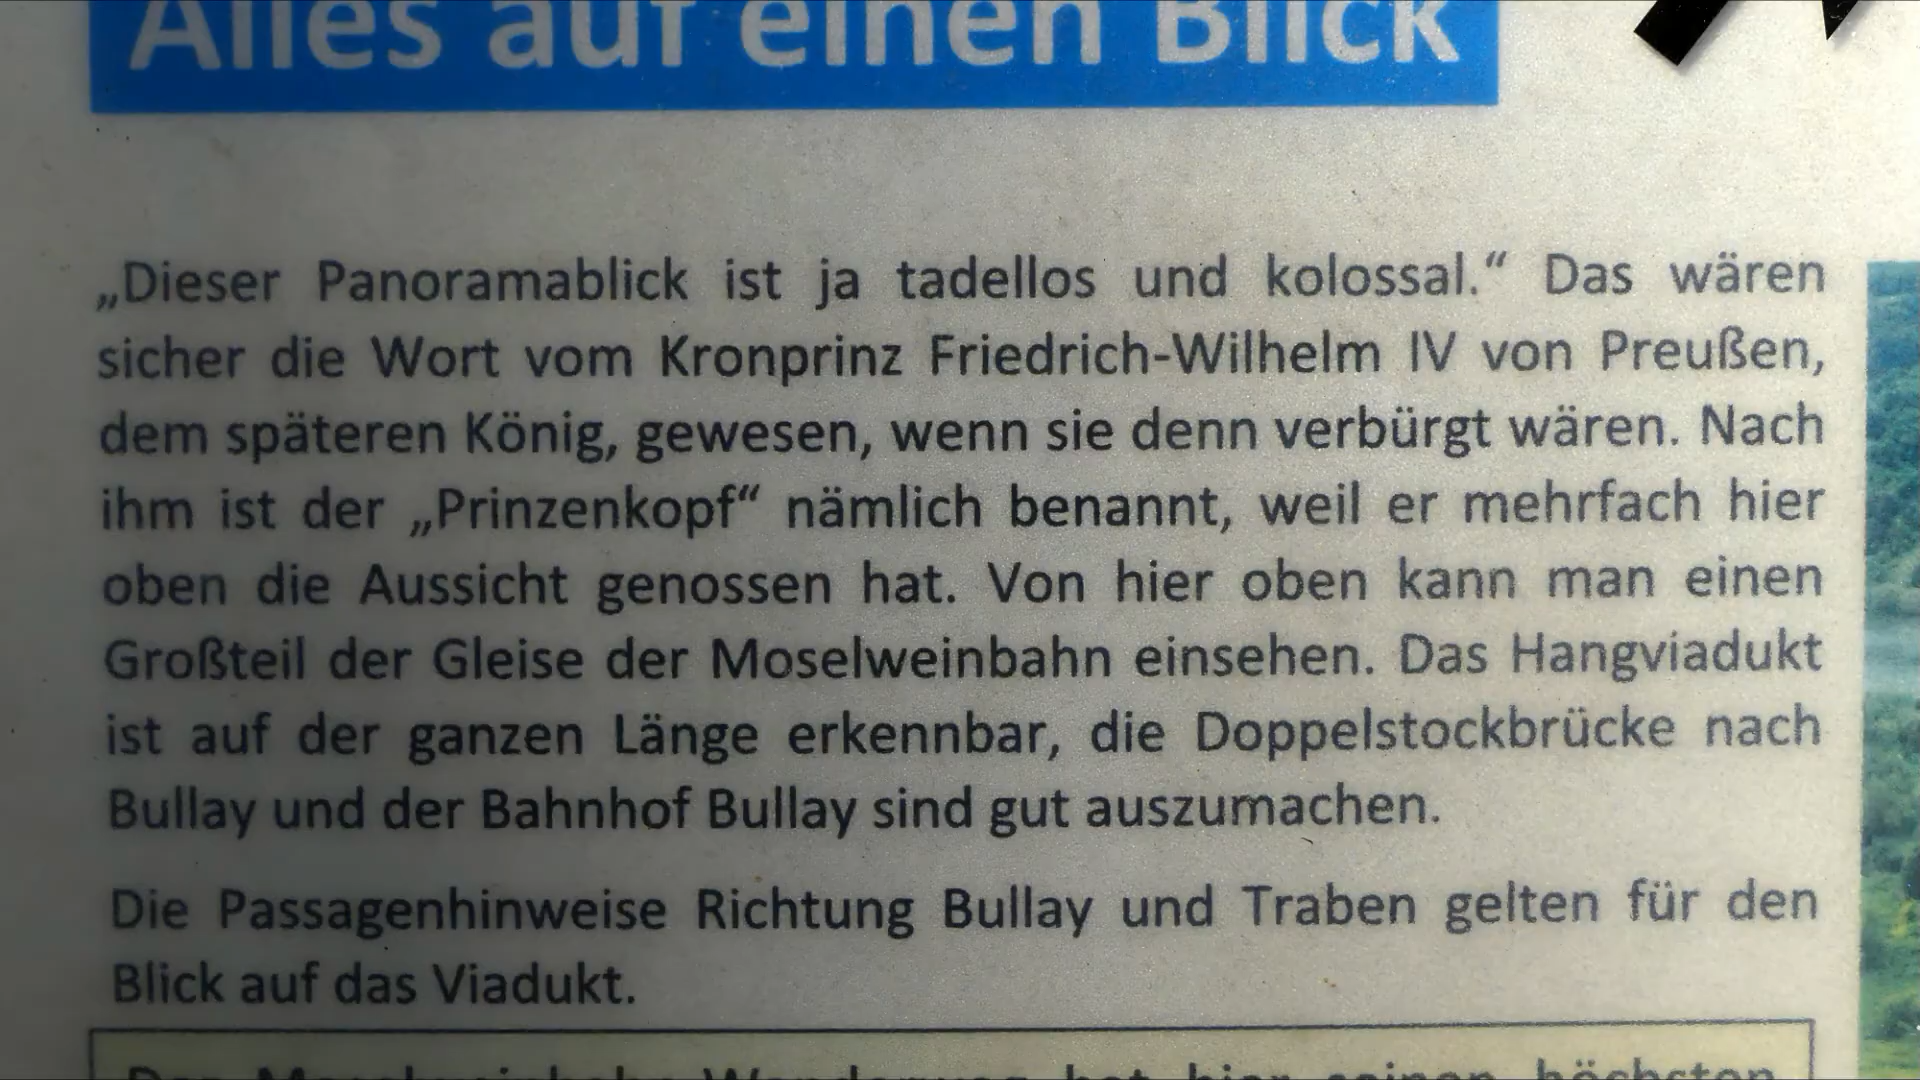 Alles auf einen Blick
„Dieser Panoramablick ist ja tadellos und kolossal.“ Das wären
sicher die Wort vom Kronprinz Friedrich-Wilhelm IV von Preußen,
dem späteren König, gewesen, wenn sie denn verbürgt wären. Nach
ihm ist der „Prinzenkopf“ nämlich benannt, weil er mehrfach hier
oben die Aussicht genossen hat. Von hier oben kann man einen
Großteil der Gleise der Moselweinbahn einsehen. Das Hangviadukt
ist auf der ganzen Länge erkennbar, die Doppelstockbrücke nach
Bullay und der Bahnhof Bullay sind gut auszumachen.
Die Passagenhinweise Richtung Bullay und Traben gelten für den
Blick auf das Viadukt.
hat hier seinen höchsten